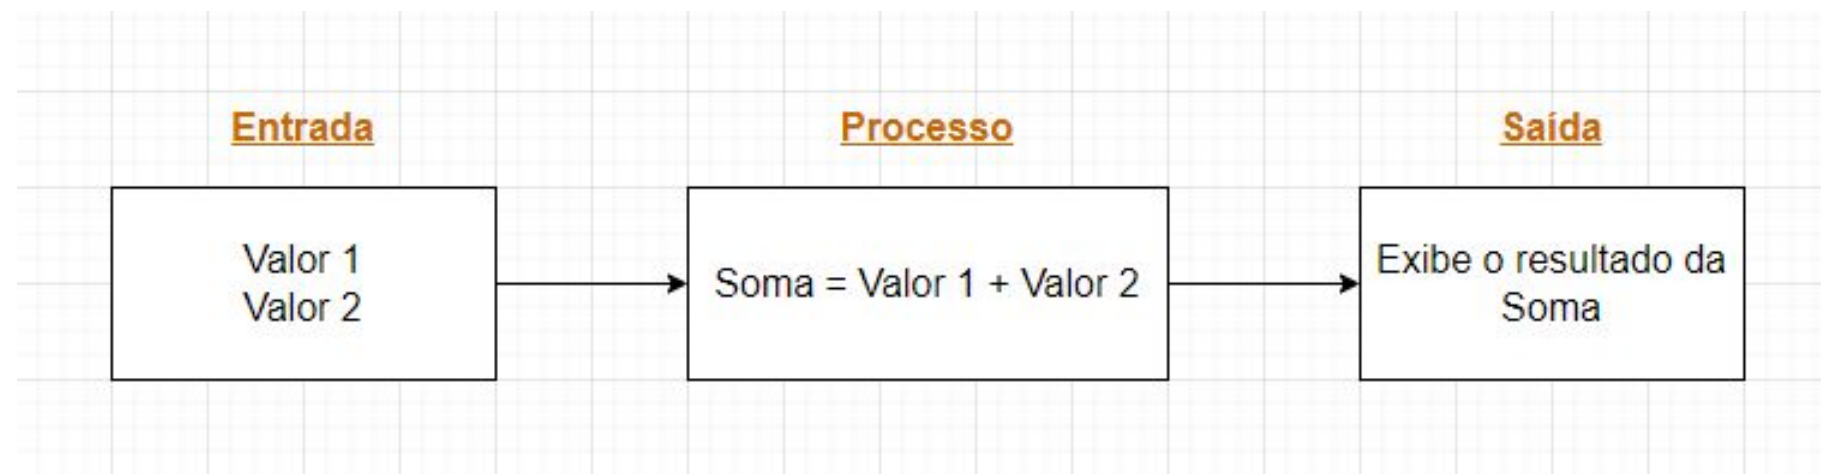 Entrada
Processo
Saída
Valor 1
Valor 2
Soma = Valor 1 + Valor 2
Exibe o resultado da
Soma